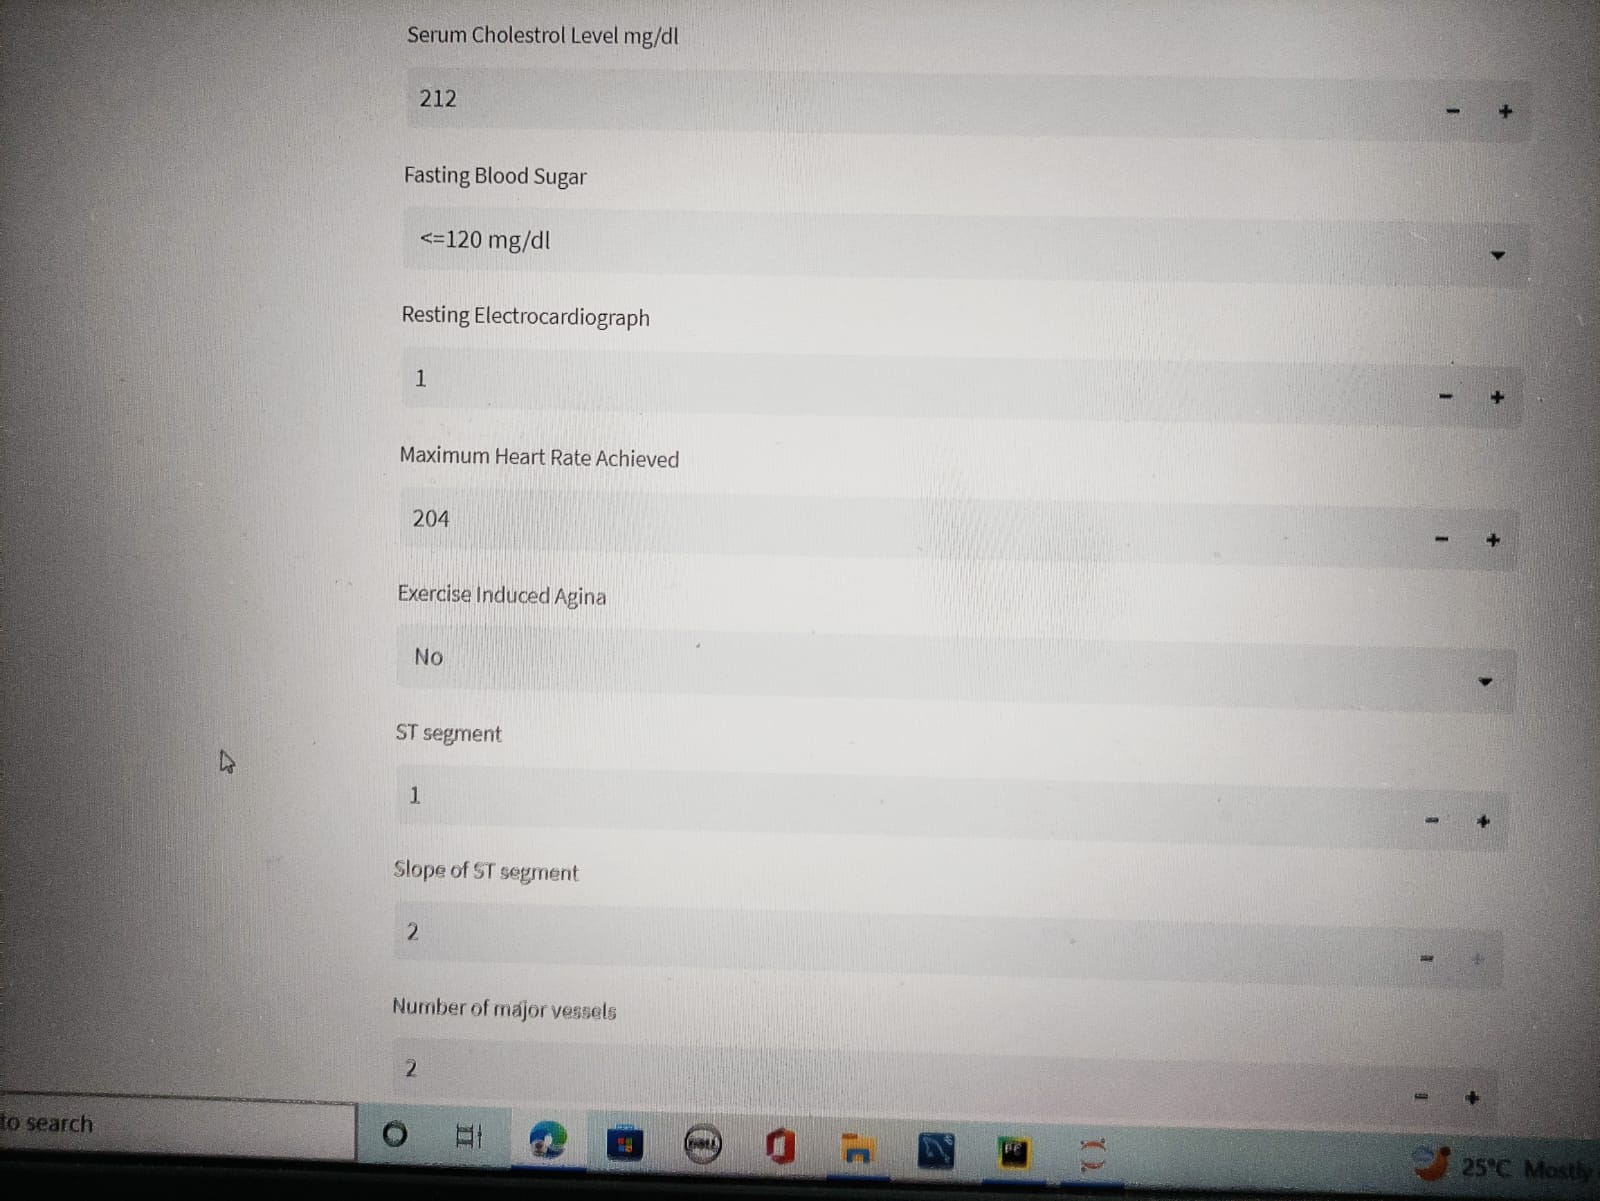 Serum Cholestrol Level mg/dl
212
Fasting Blood Sugar
<=120 mg/dl
Resting Electrocardiograph
1
Maximum Heart Rate Achieved
204
Exercise Induced Agina
No
ST segment
1
Slope of ST segment
2
Number of major vessels
2
to search
DELL
PC
25°C Mostly